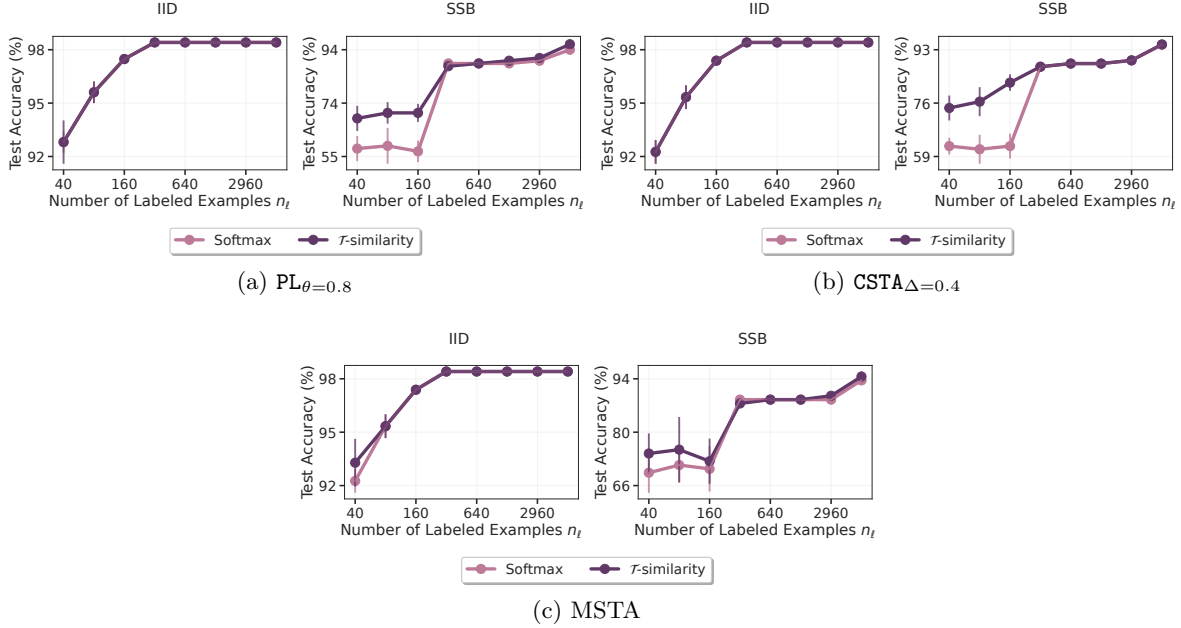 IID
SSB
Test Accuracy (%)
98
95
92
40
160
640
2960
Number of Labeled Examples nℓ
Test Accuracy (%)
94
74
55
40
160
640
2960
Number of Labeled Examples nℓ
Softmax
𝒯-similarity
(a) PLθ=0.8
IID
SSB
Test Accuracy (%)
98
95
92
40
160
640
2960
Number of Labeled Examples nℓ
Test Accuracy (%)
93
76
59
40
160
640
2960
Number of Labeled Examples nℓ
Softmax
𝒯-similarity
(b) CSTAΔ=0.4
IID
SSB
Test Accuracy (%)
98
95
92
40
160
640
2960
Number of Labeled Examples nℓ
Test Accuracy (%)
94
80
66
40
160
640
2960
Number of Labeled Examples nℓ
Softmax
𝒯-similarity
(c) MSTA